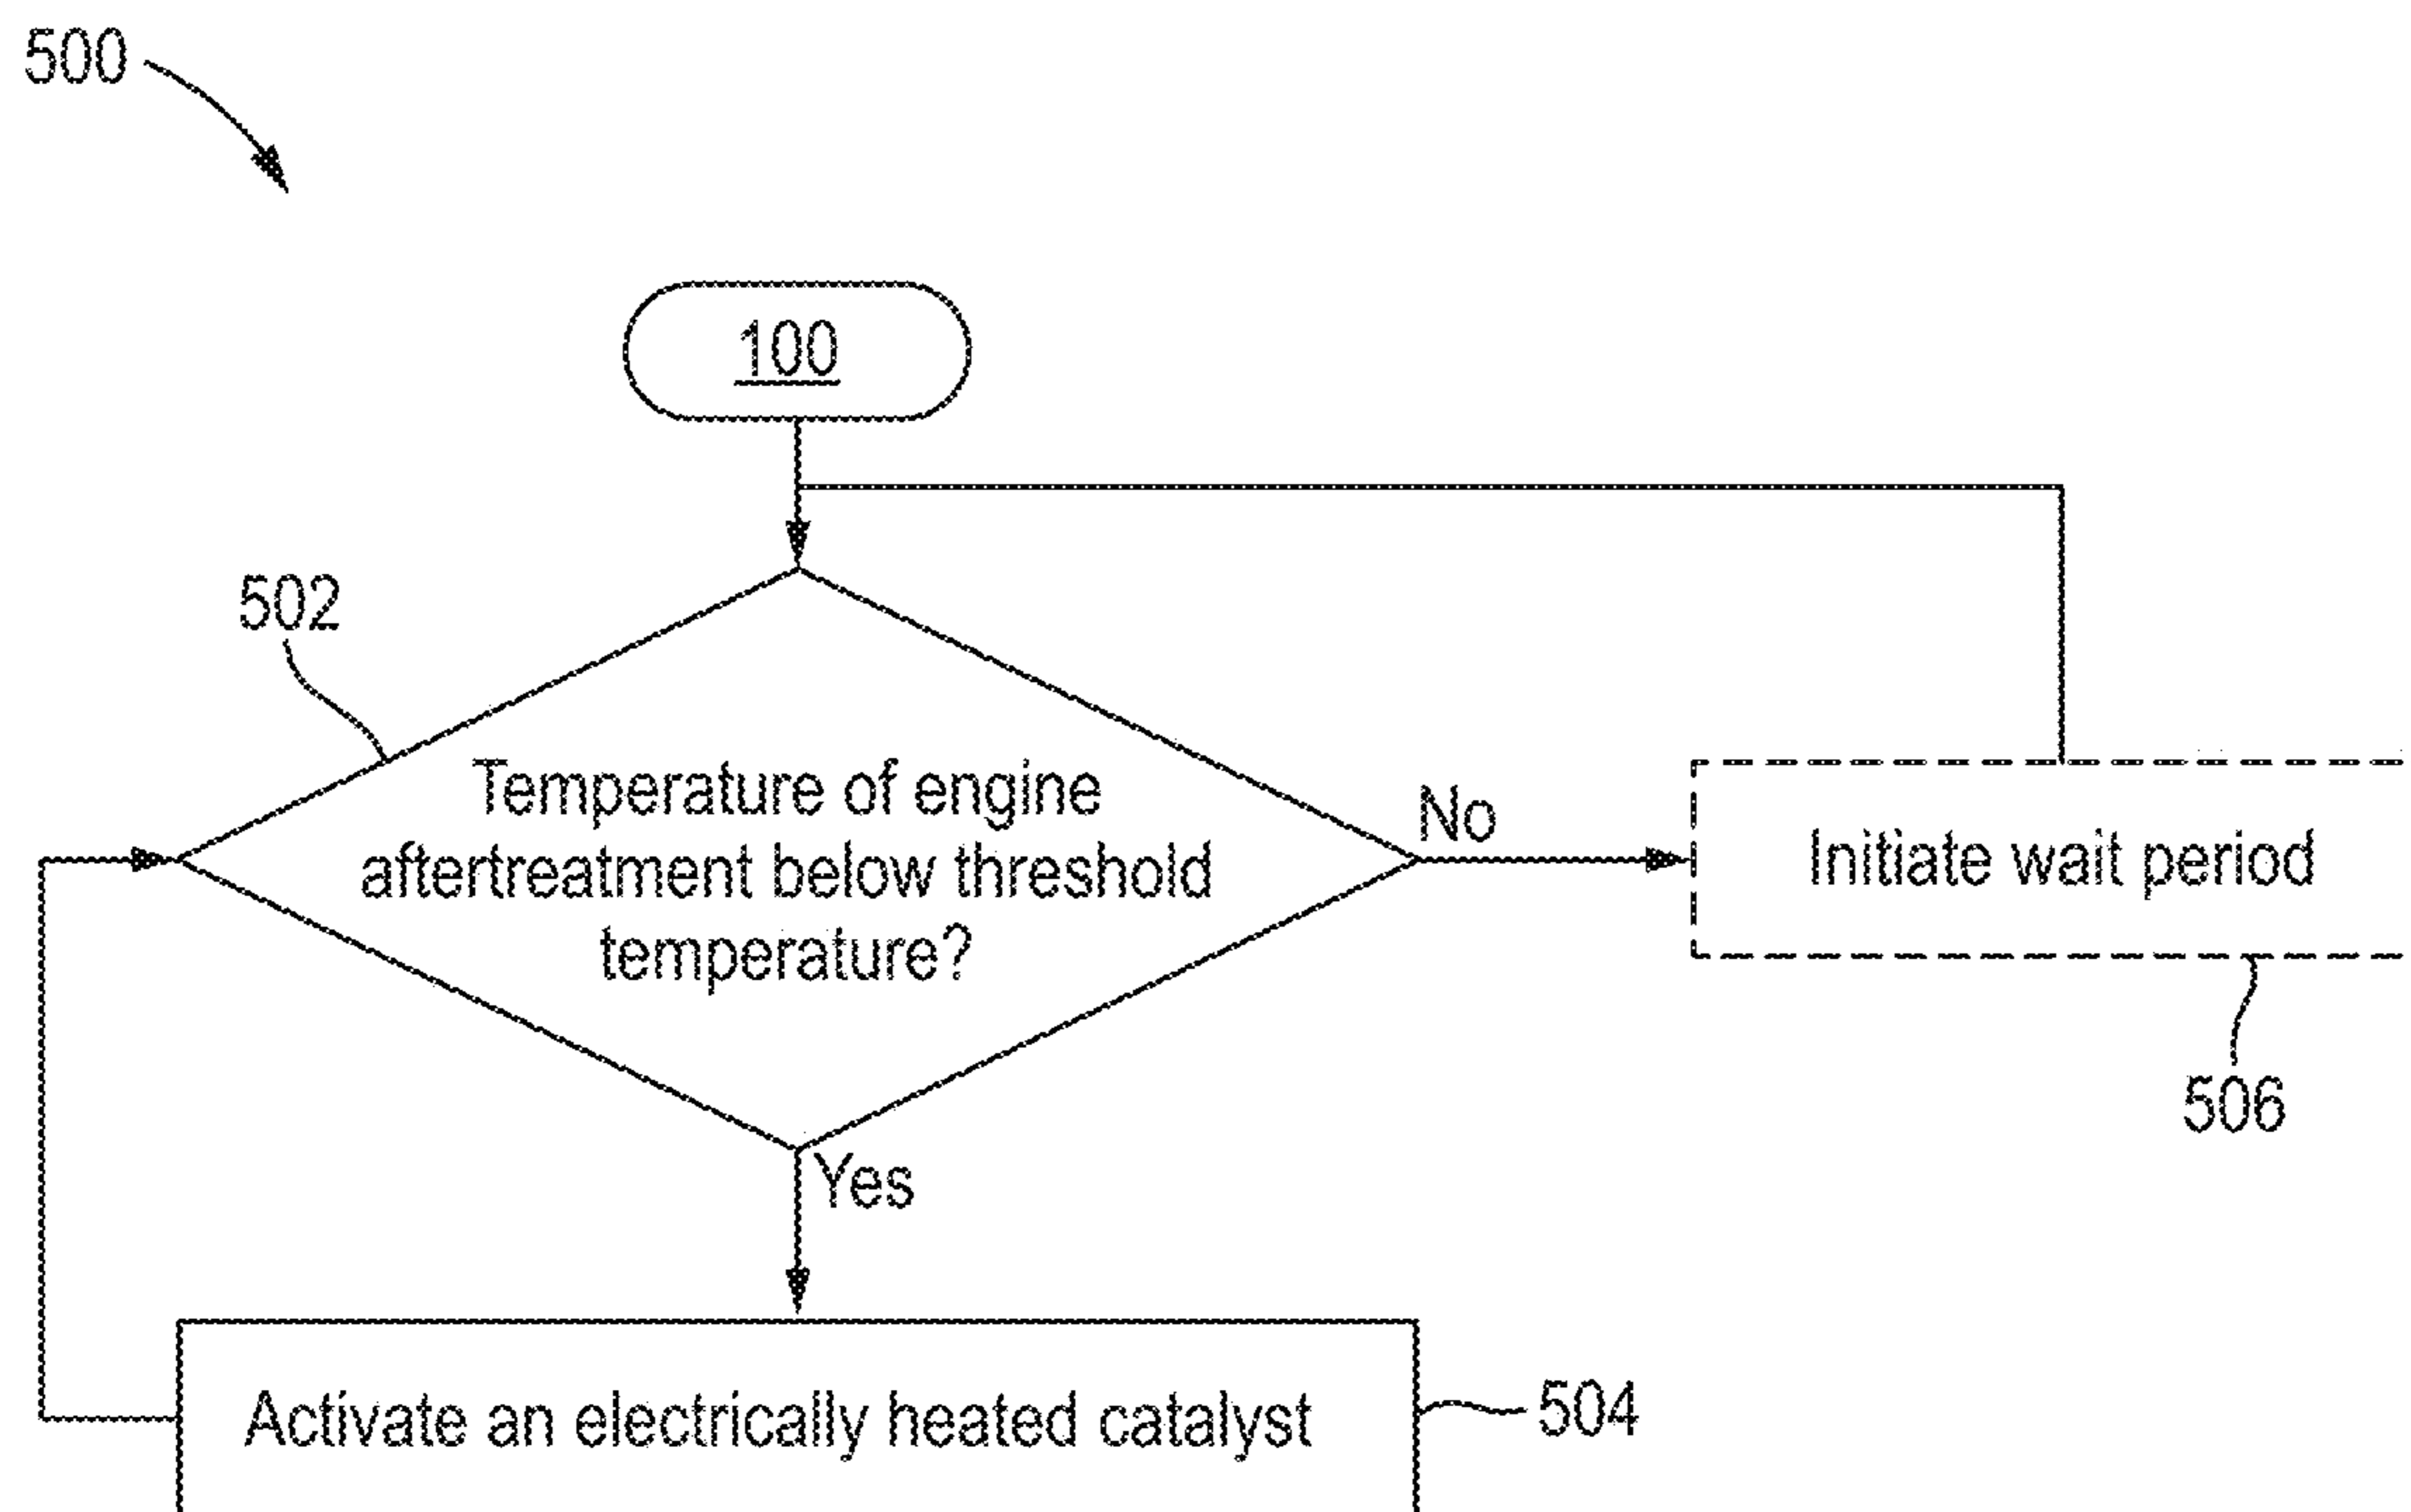 500
100
502
Temperature of engine
aftertreatment below threshold
temperature?
No
Initiate wait period
506
Yes
Activate an electrically heated catalyst
504